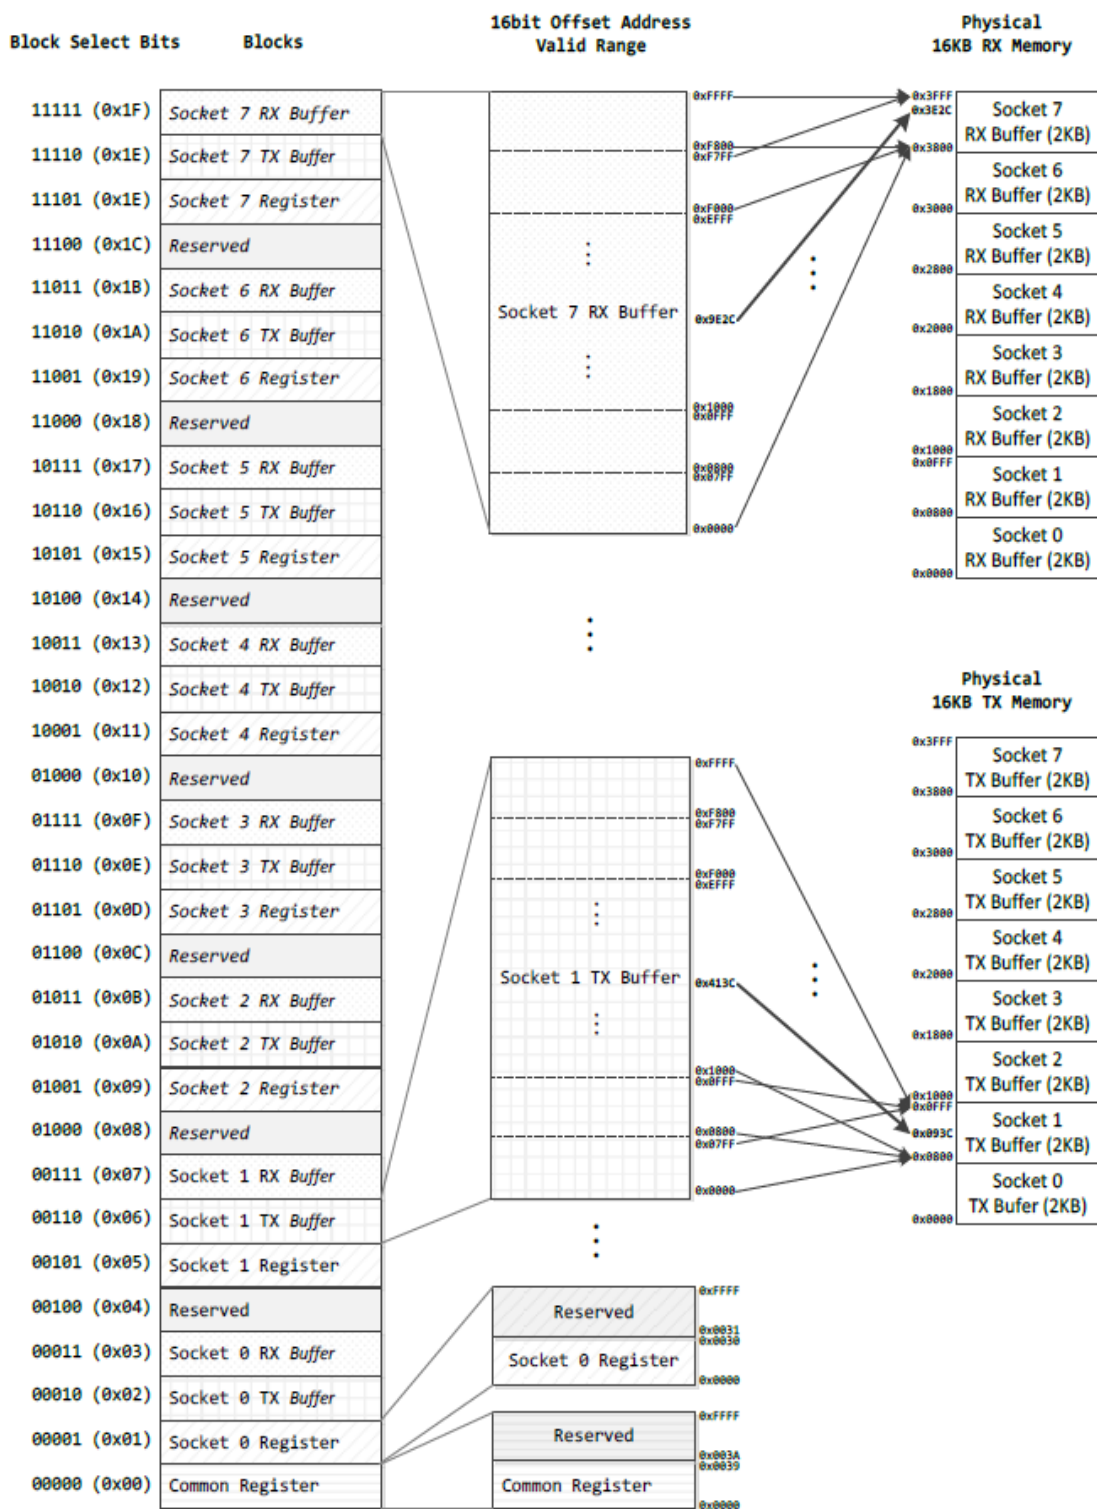 Block Select Bits
Blocks
16bit Offset Address
Valid Range
Physical
16KB RX Memory
11111 (0x1F) Socket 7 RX Buffer
11110 (0x1E) Socket 7 TX Buffer
11101 (0x1E) Socket 7 Register
11100 (0x1C) Reserved
11011 (0x1B) Socket 6 RX Buffer
11010 (0x1A) Socket 6 TX Buffer
11001 (0x19) Socket 6 Register
11000 (0x18) Reserved
10111 (0x17) Socket 5 RX Buffer
10110 (0x16) Socket 5 TX Buffer
10101 (0x15) Socket 5 Register
10100 (0x14) Reserved
10011 (0x13) Socket 4 RX Buffer
10010 (0x12) Socket 4 TX Buffer
10001 (0x11) Socket 4 Register
01000 (0x10) Reserved
01111 (0x0F) Socket 3 RX Buffer
01110 (0x0E) Socket 3 TX Buffer
01101 (0x0D) Socket 3 Register
01100 (0x0C) Reserved
01011 (0x0B) Socket 2 RX Buffer
01010 (0x0A) Socket 2 TX Buffer
01001 (0x09) Socket 2 Register
01000 (0x08) Reserved
00111 (0x07) Socket 1 RX Buffer
00110 (0x06) Socket 1 TX Buffer
00101 (0x05) Socket 1 Register
00100 (0x04) Reserved
00011 (0x03) Socket 0 RX Buffer
00010 (0x02) Socket 0 TX Buffer
00001 (0x01) Socket 0 Register
00000 (0x00) Common Register
0xFFFF
0xF800
0xF7FF
0xF000
0xEFFF
Socket 7 RX Buffer
0x9E2C
0x1000
0x0FFF
0x0800
0x07FF
0x0000
0x3FFF
0x3E2C
Socket 7
RX Buffer (2KB)
0x3800
Socket 6
RX Buffer (2KB)
0x3000
Socket 5
RX Buffer (2KB)
0x2800
Socket 4
RX Buffer (2KB)
0x2000
Socket 3
RX Buffer (2KB)
0x1800
Socket 2
RX Buffer (2KB)
0x1000
0x0FFF
Socket 1
RX Buffer (2KB)
0x0800
Socket 0
RX Buffer (2KB)
0x0000
Physical
16KB TX Memory
0xFFFF
0xF800
0xF7FF
0xF000
0xEFFF
Socket 1 TX Buffer
0x413C
0x1000
0x0FFF
0x0800
0x07FF
0x0000
0x3FFF
Socket 7
TX Buffer (2KB)
0x3800
Socket 6
TX Buffer (2KB)
0x3000
Socket 5
TX Buffer (2KB)
0x2800
Socket 4
TX Buffer (2KB)
0x2000
Socket 3
TX Buffer (2KB)
0x1800
Socket 2
TX Buffer (2KB)
0x1000
0x0FFF
Socket 1
TX Buffer (2KB)
0x093C
0x0800
Socket 0
TX Bufer (2KB)
0x0000
0xFFFF
Reserved
0x0031
0x0030
Socket 0 Register
0x0000
0xFFFF
Reserved
0x003A
0x0039
Common Register
0x0000